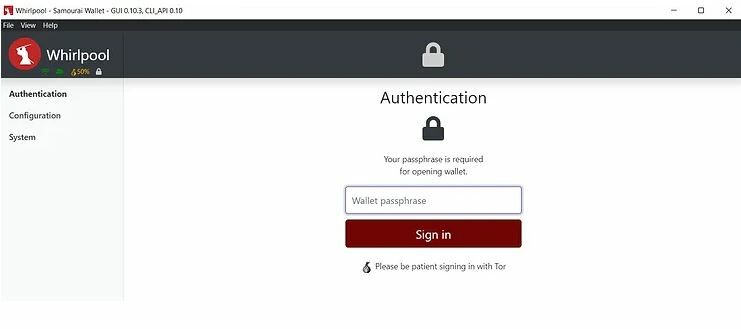 Whirlpool - Samourai Wallet - GUI 0.10.3, CLI_API 0.10
File View Help
Whirlpool
50%
Authentication
Configuration
System
Authentication
Your passphrase is required
for opening wallet.
Wallet passphrase
Sign in
Please be patient signing in with Tor